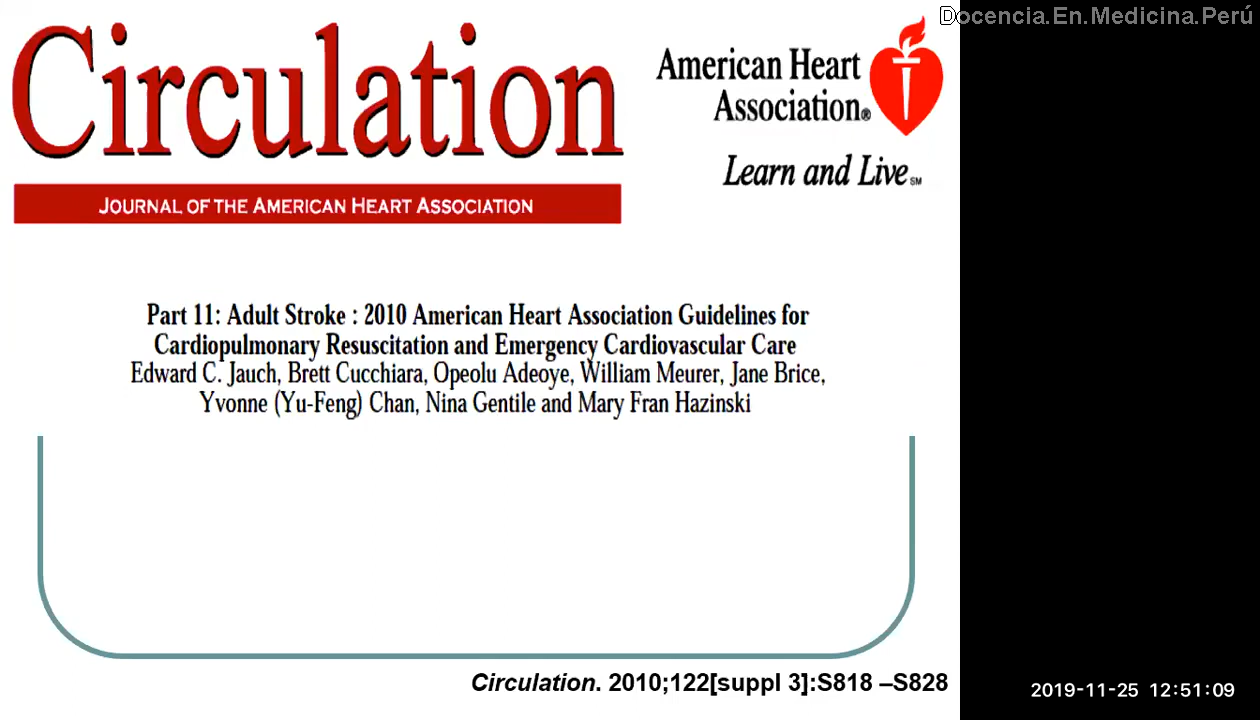 Docencia.En.Medicina.Perú
Circulation
JOURNAL OF THE AMERICAN HEART ASSOCIATION
American Heart
Association®
Learn and Live SM
Part 11: Adult Stroke : 2010 American Heart Association Guidelines for
Cardiopulmonary Resuscitation and Emergency Cardiovascular Care
Edward C. Jauch, Brett Cucchiara, Opeolu Adeoye, William Meurer, Jane Brice,
Yvonne (Yu-Feng) Chan, Nina Gentile and Mary Fran Hazinski
Circulation. 2010;122[suppl 3]:S818 –S828
2019-11-25 12:51:09